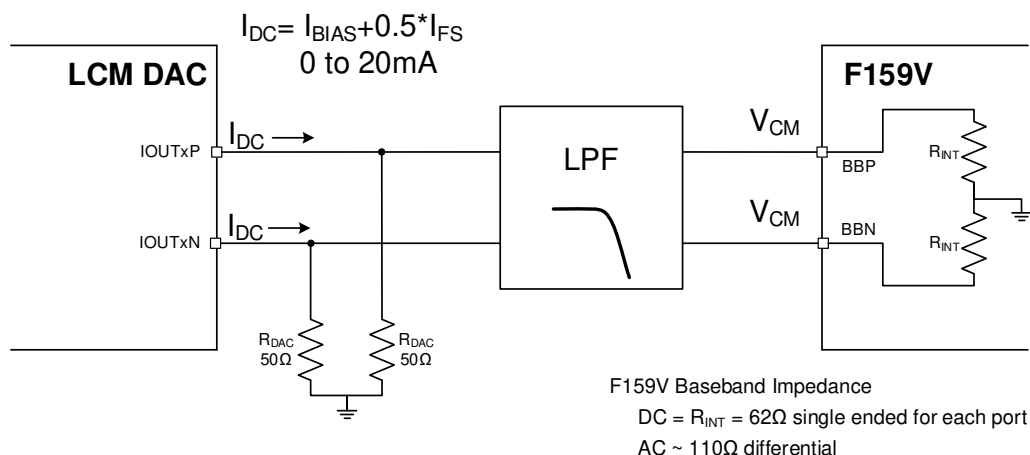 I_DC= I_BIAS+0.5*I_FS
0 to 20mA
LCM DAC
F159V
I_DC
V_CM
IOUTxP
LPF
BBP
R_INT
I_DC
V_CM
IOUTxN
BBN
R_INT
R_DAC
50Ω
R_DAC
50Ω
F159V Baseband Impedance
DC = R_INT = 62Ω single ended for each port
AC ~ 110Ω differential